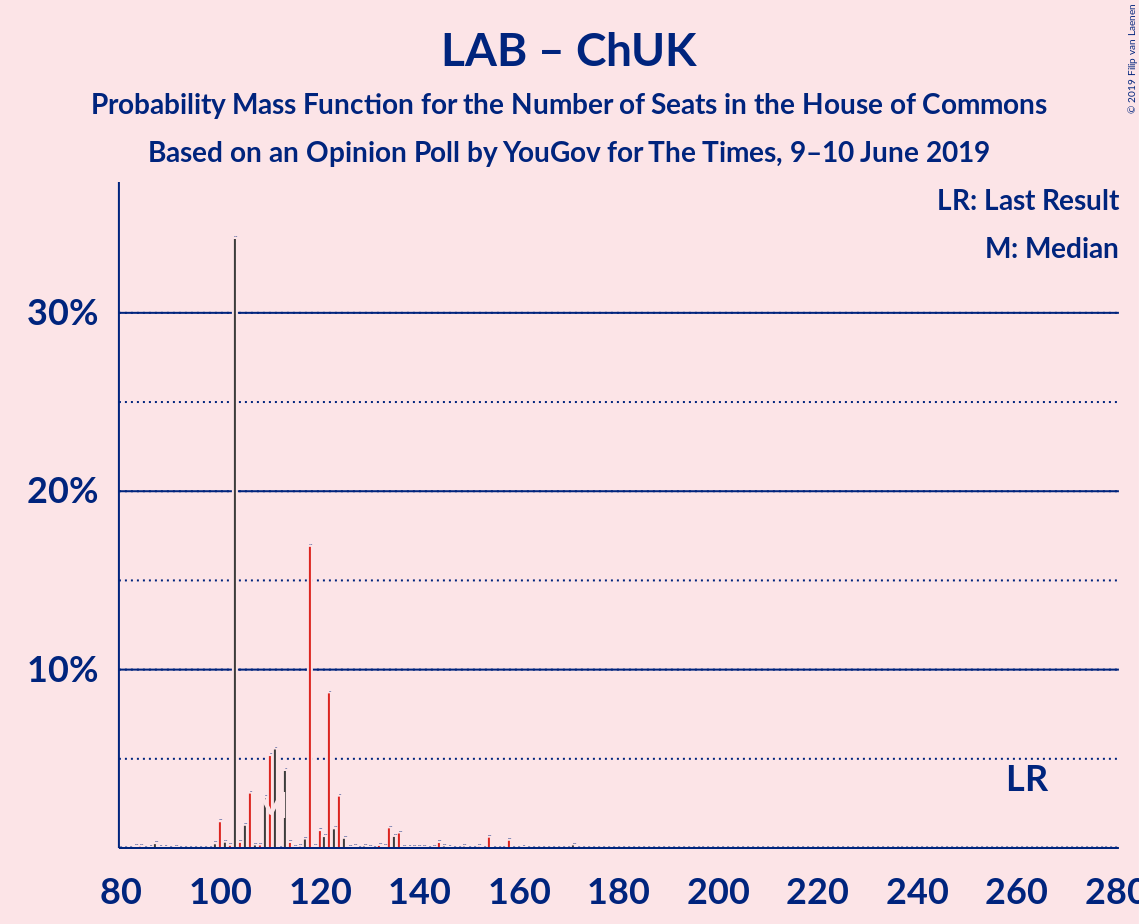 LAB – ChUK
Probability Mass Function for the Number of Seats in the House of Commons
Based on an Opinion Poll by YouGov for The Times, 9–10 June 2019
© 2019 Filip van Laenen
LR: Last Result
M: Median
30%
20%
10%
LR
80 100 120 140 160 180 200 220 240 260 280